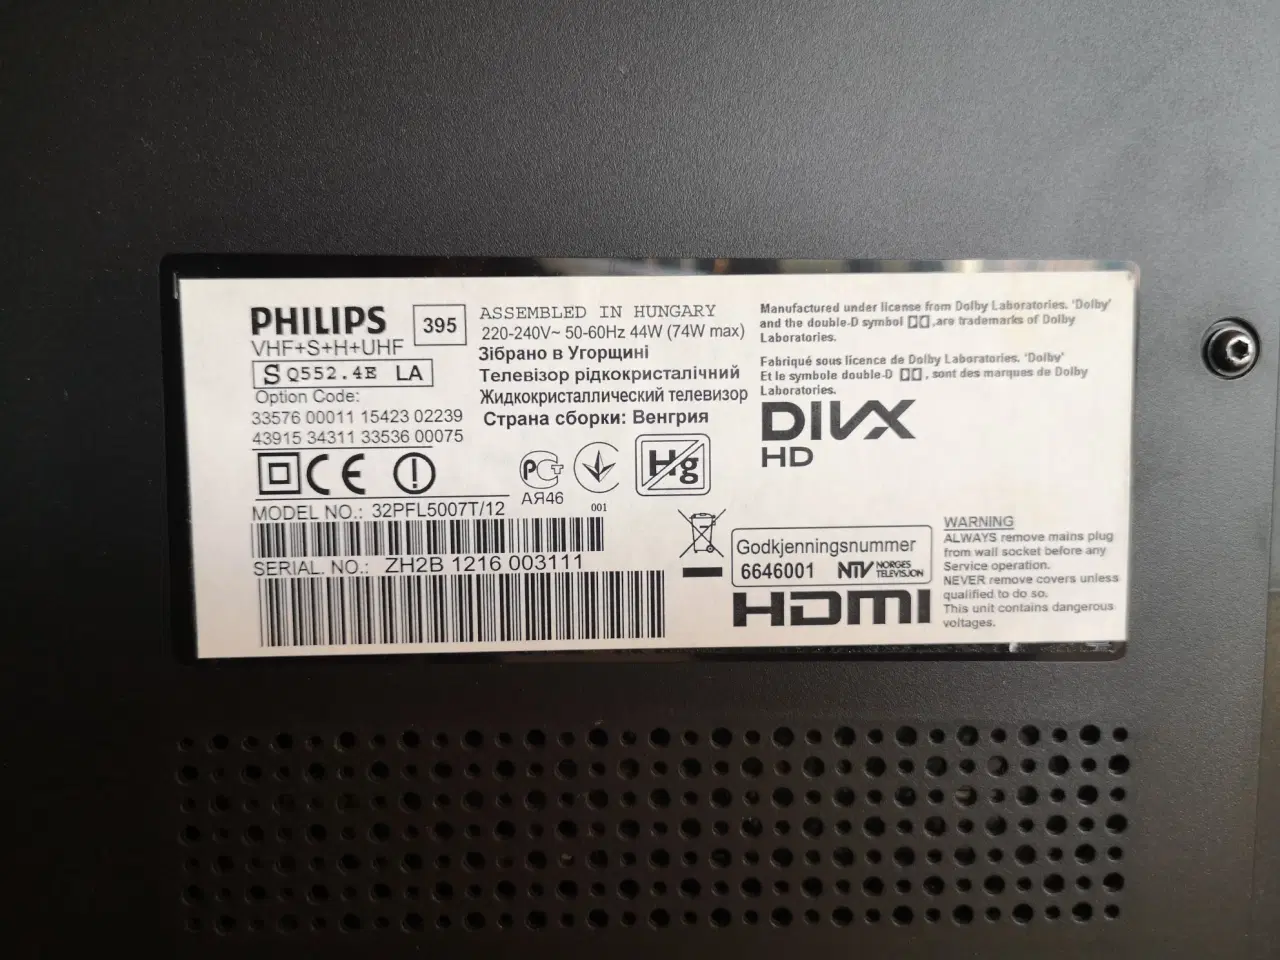 PHILIPS 395
VHF+S+H+UHF
S Q552.4E LA
Option Code:
33576 00011 15423 02239
43915 34311 33536 00075
ASSEMBLED IN HUNGARY
220-240V~ 50-60Hz 44W (74W max)
Зібрано в Угорщині
Телевізор рідкокристалічний
Жидкокристаллический телевизор
Страна сборки: Венгрия
CE
РСТ
АЯ46
001
Hg
MODEL NO.: 32PFL5007T/12
SERIAL. NO.: ZH2B 1216 003111
Manufactured under license from Dolby Laboratories. 'Dolby'
and the double-D symbol ,are trademarks of Dolby
Laboratories.
Fabriqué sous licence de Dolby Laboratories. 'Dolby'
Et le symbole double-D , sont des marques de Dolby
Laboratories.
DIVX
HD
Godkjenningsnummer
6646001 NTV NORGES
TELEVISJON
HDMI
WARNING
ALWAYS remove mains plug
from wall socket before any
Service operation.
NEVER remove covers unless
qualified to do so.
This unit contains dangerous
voltages.